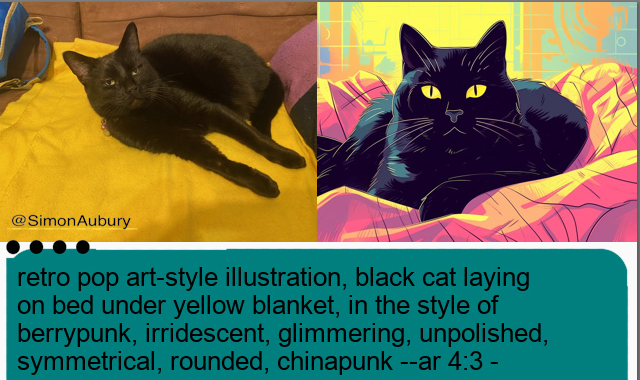 @SimonAubury
retro pop art-style illustration, black cat laying
on bed under yellow blanket, in the style of
berrypunk, irridescent, glimmering, unpolished,
symmetrical, rounded, chinapunk --ar 4:3 -